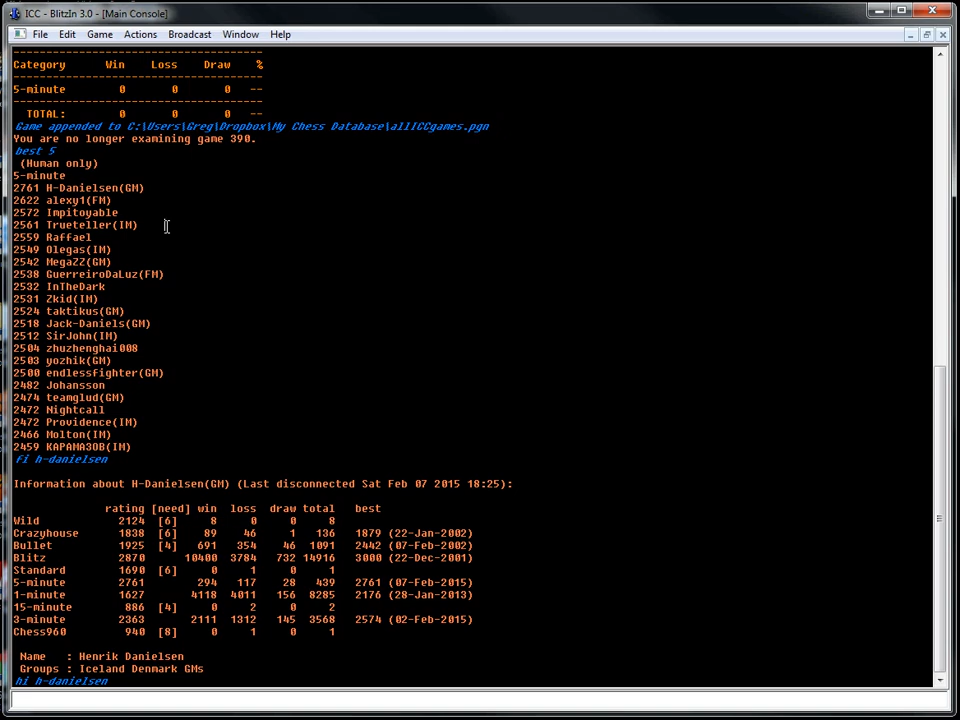 ICC - BlitzIn 3.0 - [Main Console]
File Edit Game Actions Broadcast Window Help
---------------------------------------
Category Win Loss Draw %
---------------------------------------
5-minute 0 0 0 --
---------------------------------------
TOTAL: 0 0 0 --
Game appended to C:\Users\Greg\Dropbox\My Chess Database\allICCgames.pgn
You are no longer examining game 390.
best 5
(Human only)
5-minute
2761 H-Danielsen(GM)
2622 alexy1(FM)
2572 Impitoyable
2561 Trueteller(IM)
2559 Raffael
2549 Olegas(IM)
2542 MegaZZ(GM)
2538 GuerreiroDaLuz(FM)
2532 InTheDark
2531 Zkid(IM)
2524 taktikus(GM)
2518 Jack-Daniels(GM)
2512 SirJohn(IM)
2504 zhuzhenghai008
2503 yozhik(GM)
2500 endlessfighter(GM)
2482 Johansson
2474 teamglud(GM)
2472 Nightcall
2472 Providence(IM)
2466 Molton(IM)
2459 KAPAMA3OB(IM)
fi h-danielsen
Information about H-Danielsen(GM) (Last disconnected Sat Feb 07 2015 18:25):
rating [need] win loss draw total best
Wild 2124 [6] 8 0 0 8
Crazyhouse 1838 [6] 89 46 1 136 1879 (22-Jan-2002)
Bullet 1925 [4] 691 354 46 1091 2442 (07-Feb-2002)
Blitz 2870 10400 3784 732 14916 3000 (22-Dec-2001)
Standard 1690 [6] 0 1 0 1
5-minute 2761 294 117 28 439 2761 (07-Feb-2015)
1-minute 1627 4118 4011 156 8285 2176 (28-Jan-2013)
15-minute 886 [4] 0 2 0 2
3-minute 2363 2111 1312 145 3568 2574 (02-Feb-2015)
Chess960 940 [8] 0 1 0 1
Name : Henrik Danielsen
Groups : Iceland Denmark GMs
hi h-danielsen